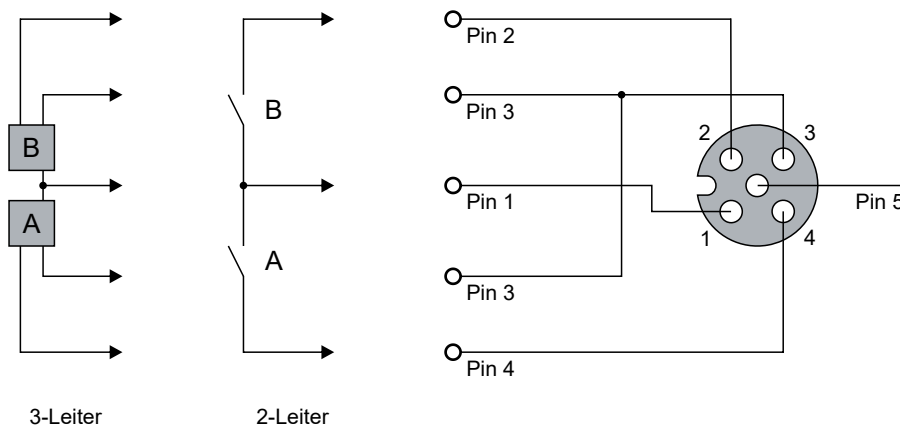 Pin 2
B
Pin 3
2 3
B
Pin 1
Pin 5
A
1 4
A
Pin 3
Pin 4
3-Leiter 2-Leiter